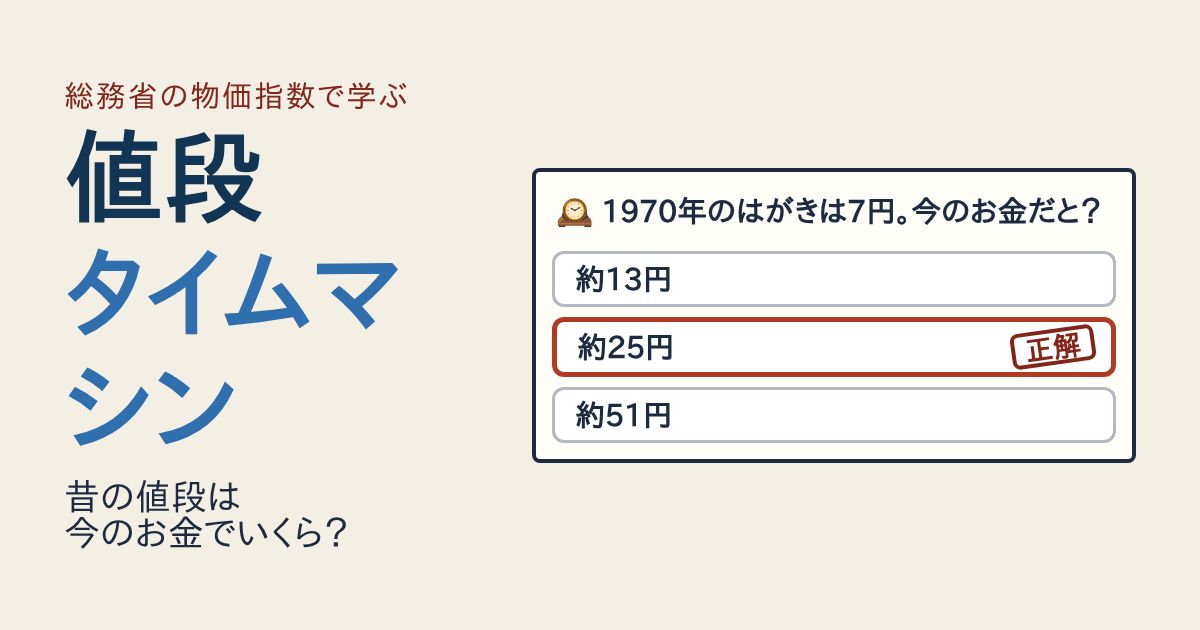 総務省の物価指数で学ぶ
値段
タイムマ
シン
昔の値段は
今のお金でいくら？
1970年のはがきは7円。今のお金だと？
約13円
約25円
正解
約51円